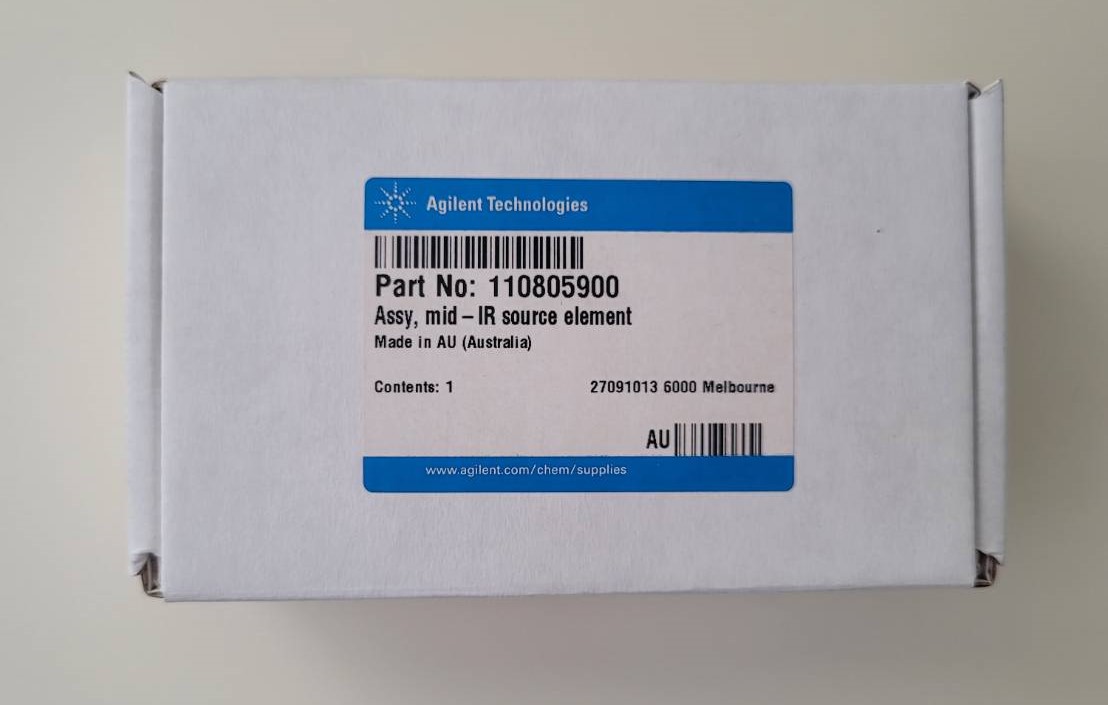 Agilent Technologies
Part No: 110805900
Assy, mid – IR source element
Made in AU (Australia)
Contents: 1 27091013 6000 Melbourne
AU
www.agilent.com/chem/supplies